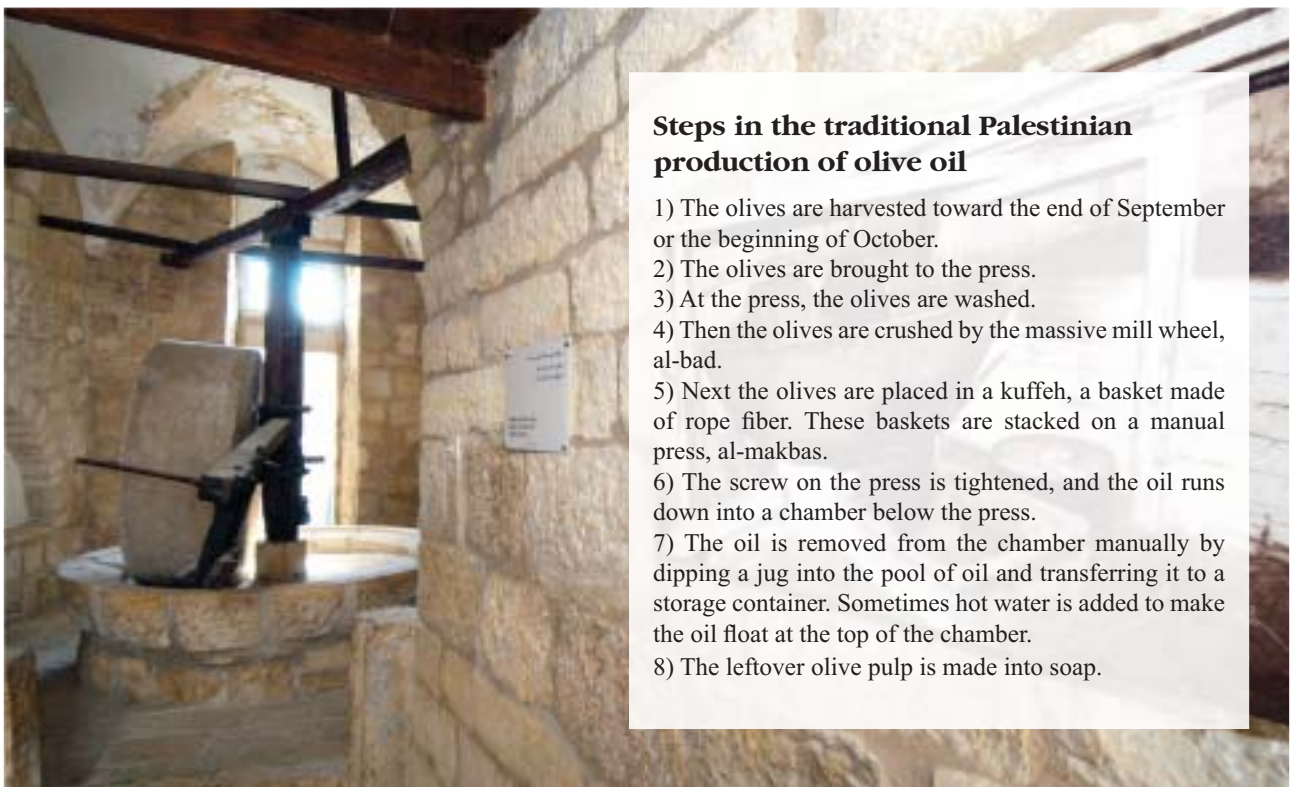 Steps in the traditional Palestinian
production of olive oil
1) The olives are harvested toward the end of September
or the beginning of October.
2) The olives are brought to the press.
3) At the press, the olives are washed.
4) Then the olives are crushed by the massive mill wheel,
al-bad.
5) Next the olives are placed in a kuffeh, a basket made
of rope fiber. These baskets are stacked on a manual
press, al-makbas.
6) The screw on the press is tightened, and the oil runs
down into a chamber below the press.
7) The oil is removed from the chamber manually by
dipping a jug into the pool of oil and transferring it to a
storage container. Sometimes hot water is added to make
the oil float at the top of the chamber.
8) The leftover olive pulp is made into soap.